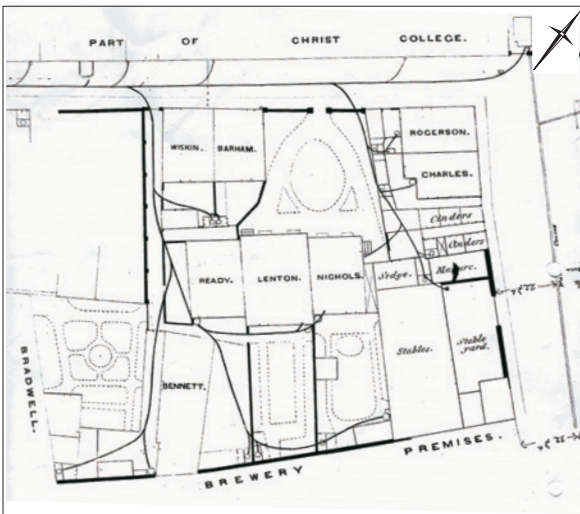 PART OF CHRIST COLLEGE.
ROGERSON.
WISKIN. BARHAM.
CHARLES.
Cinders
Cinders
READY. LENTON. NICHOLS. Sedge. Manure.
Stables. Stable yard.
BRADWELL.
BENNETT.
BREWERY PREMISES.